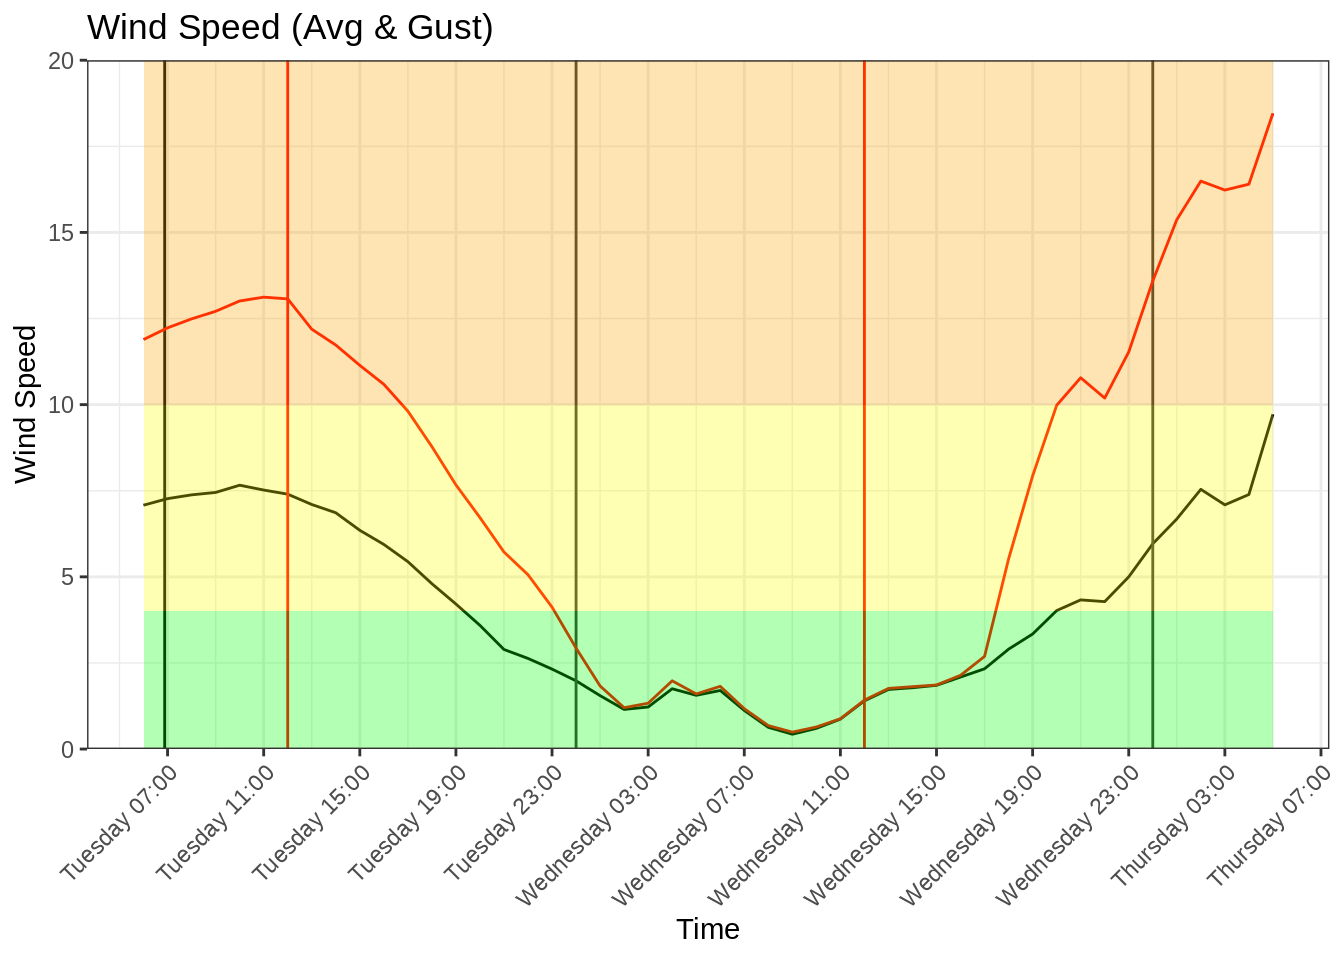 Wind Speed (Avg & Gust)
20
15
10
5
0
Wind Speed
Tuesday 07:00
Tuesday 11:00
Tuesday 15:00
Tuesday 19:00
Tuesday 23:00
Wednesday 03:00
Wednesday 07:00
Wednesday 11:00
Wednesday 15:00
Wednesday 19:00
Wednesday 23:00
Thursday 03:00
Thursday 07:00
Time